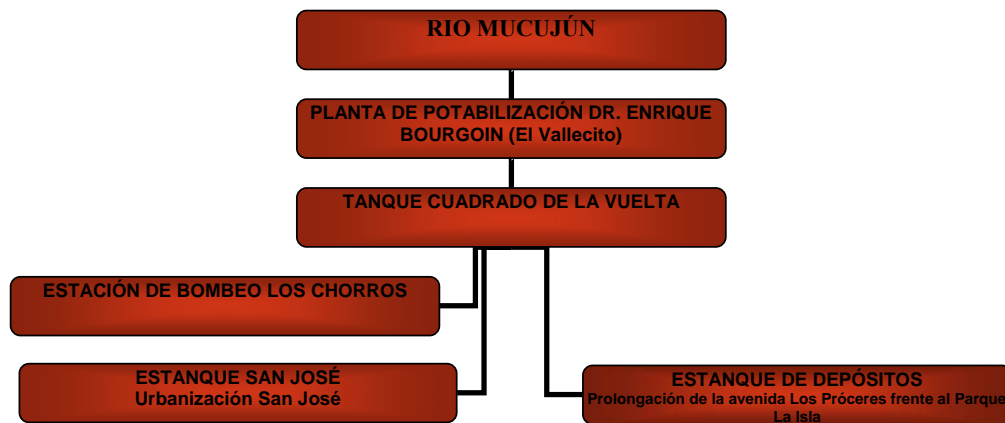 RIO MUCUJÚN
PLANTA DE POTABILIZACIÓN DR. ENRIQUE
BOURGOIN (El Vallecito)
TANQUE CUADRADO DE LA VUELTA
ESTACIÓN DE BOMBEO LOS CHORROS
ESTANQUE SAN JOSÉ
Urbanización San José
ESTANQUE DE DEPÓSITOS
Prolongación de la avenida Los Próceres frente al Parque
La Isla